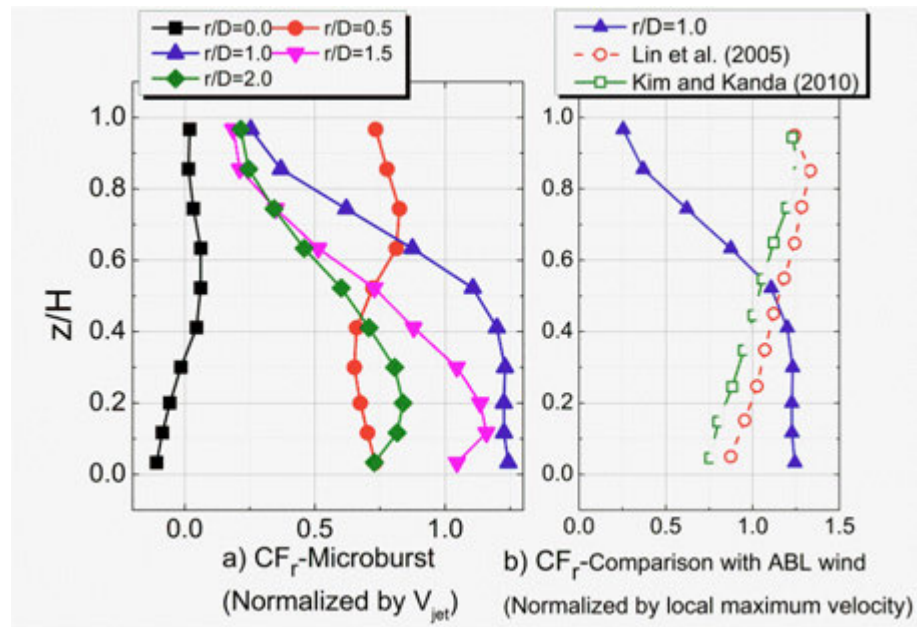 r/D=0.0 r/D=0.5
r/D=1.0 r/D=1.5
r/D=2.0
r/D=1.0
Lin et al. (2005)
Kim and Kanda (2010)
z/H
1.0
0.8
0.6
0.4
0.2
0.0
0.0 0.5 1.0
a) CFr-Microburst
(Normalized by Vjet)
1.0
0.8
0.6
0.4
0.2
0.0
0.0 0.5 1.0 1.5
b) CFr-Comparison with ABL wind
(Normalized by local maximum velocity)